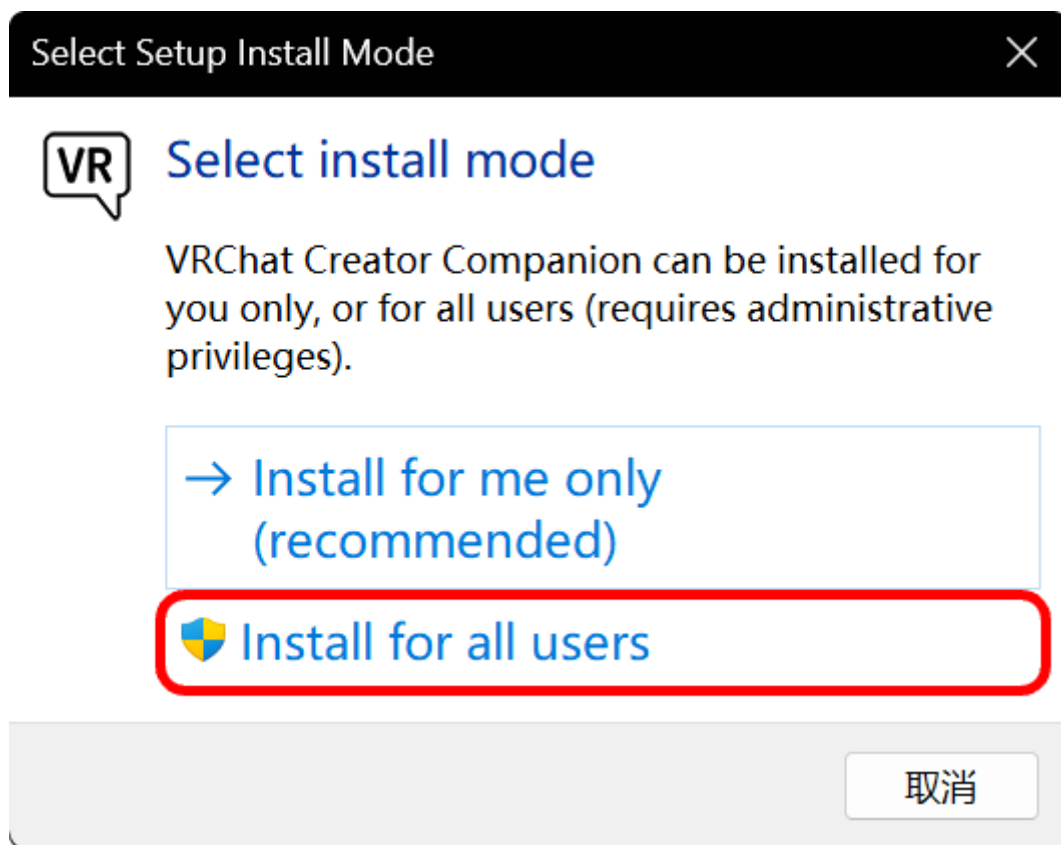 Select Setup Install Mode
VR
Select install mode
VRChat Creator Companion can be installed for
you only, or for all users (requires administrative
privileges).
→ Install for me only
(recommended)
Install for all users
取消